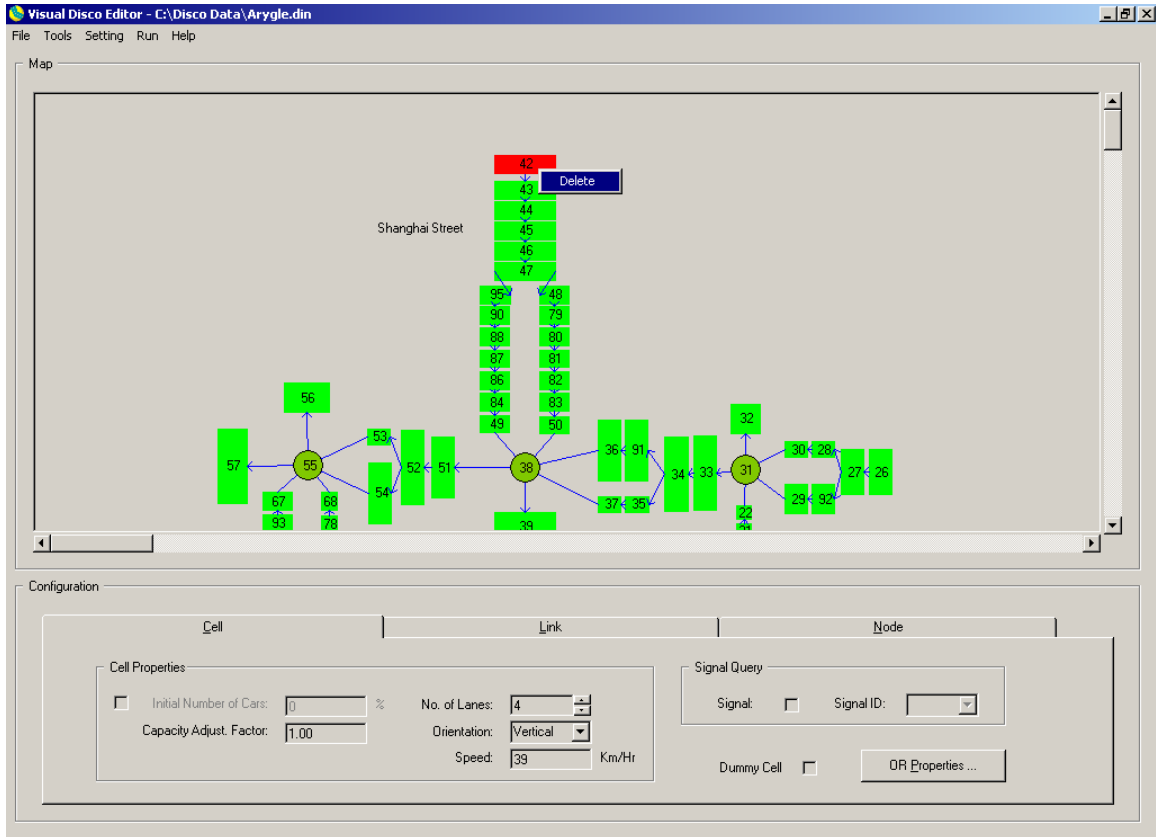 Visual Disco Editor - C:\Disco Data\Arygle.din
File Tools Setting Run Help
Map
42
Delete
43
44
Shanghai Street 45
46
47
95 48
90 79
88 80
87 81
86 82
84 83
49 50
56
32
53 36 91 30 28
57 55 52 51 38 34 33 31 27 26
54 37 35 29 92
67 68 22
93 78 39 21
Configuration
Cell Link Node
Cell Properties Signal Query
Initial Number of Cars: 0 % No. of Lanes: 4 Signal: Signal ID:
Capacity Adjust. Factor: 1.00 Orientation: Vertical
Speed: 39 Km/Hr Dummy Cell OR Properties ...